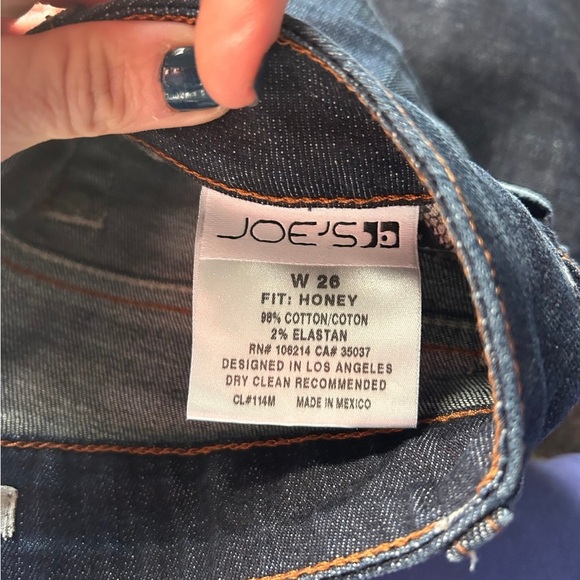 JOE'S
W 26
FIT: HONEY
98% COTTON/COTON
2% ELASTAN
RN# 106214 CA# 35037
DESIGNED IN LOS ANGELES
DRY CLEAN RECOMMENDED
CL#114M MADE IN MEXICO